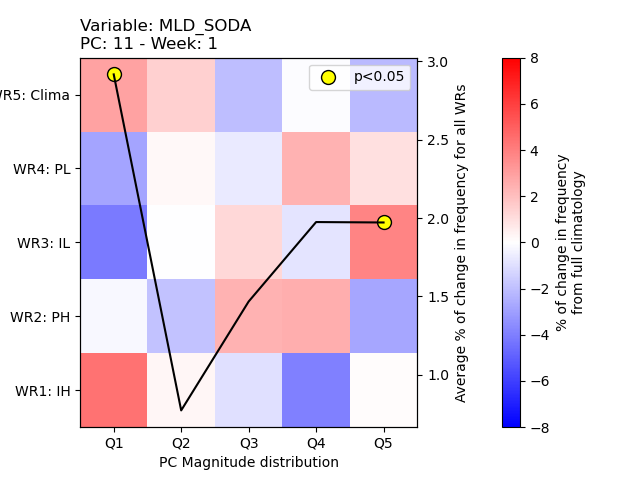 Variable: MLD_SODA
PC: 11 - Week: 1
p<0.05
WR5: Clima
WR4: PL
WR3: IL
WR2: PH
WR1: IH
Q1 Q2 Q3 Q4 Q5
PC Magnitude distribution
3.0
2.5
2.0
1.5
1.0
Average % of change in frequency for all WRs
8
6
4
2
0
−2
−4
−6
−8
% of change in frequency
from full climatology